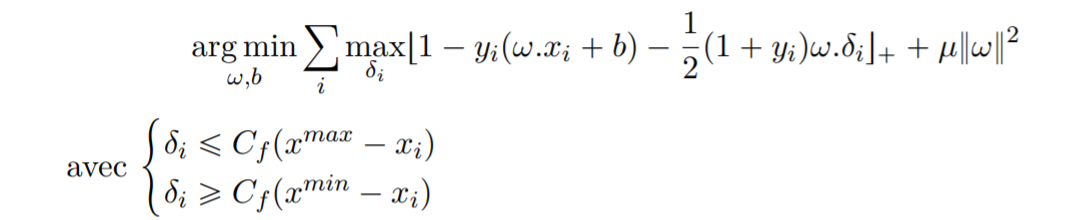 arg min_{ω,b} ∑_i max_{δ_i} ⌊1 − y_i(ω.x_i + b) − \frac{1}{2}(1 + y_i)ω.δ_i⌋_+ + μ‖ω‖^2
avec { δ_i ⩽ C_f(x^{max} − x_i)
δ_i ⩾ C_f(x^{min} − x_i)